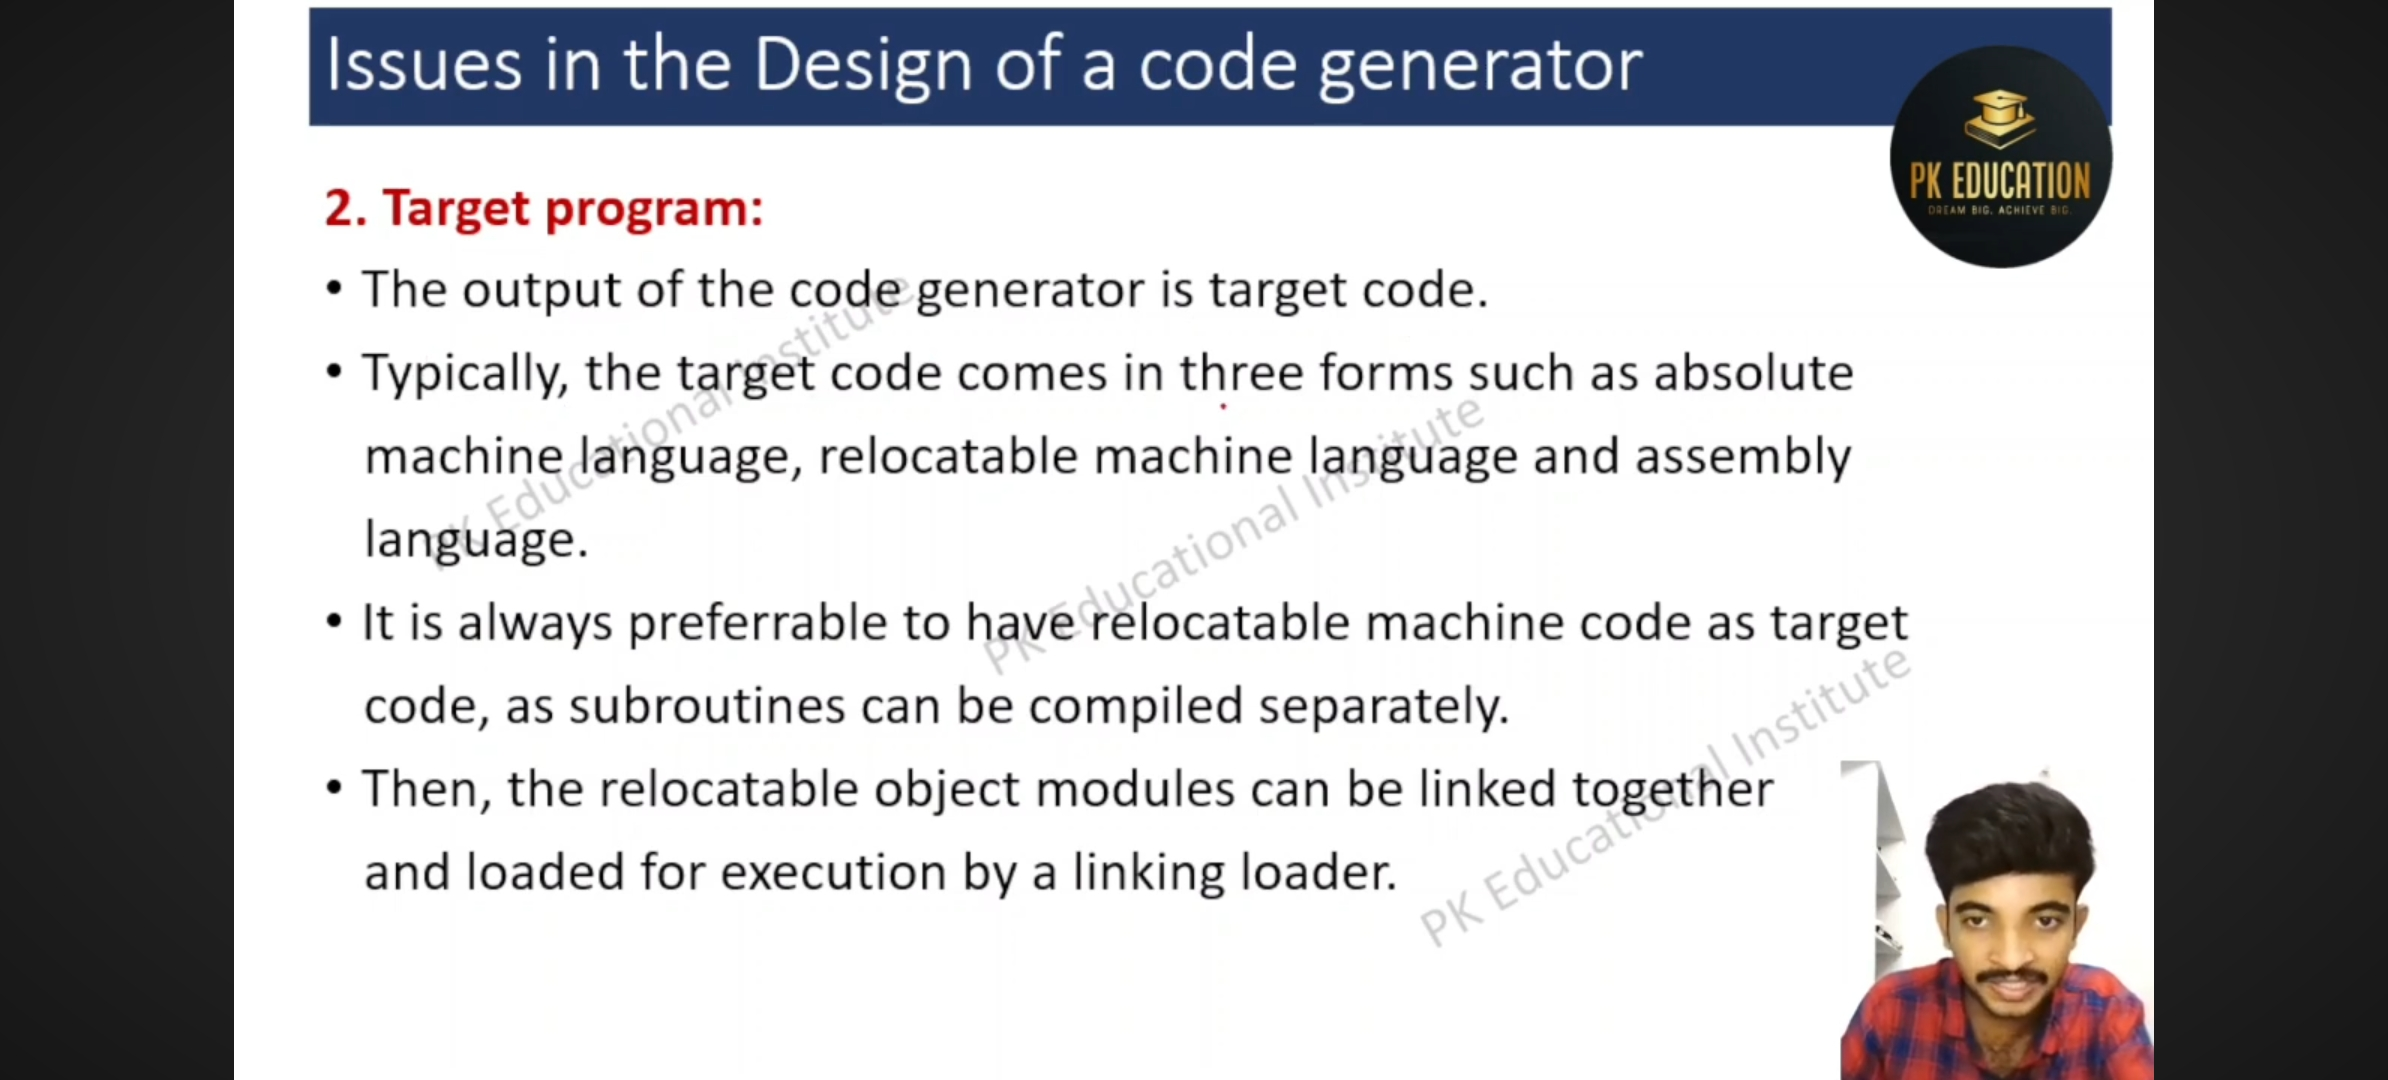 Issues in the Design of a code generator
PK EDUCATION
DREAM BIG. ACHIEVE BIG.
2. Target program:
• The output of the code generator is target code.
• Typically, the target code comes in three forms such as absolute
machine language, relocatable machine language and assembly
language.
• It is always preferrable to have relocatable machine code as target
code, as subroutines can be compiled separately.
• Then, the relocatable object modules can be linked together
and loaded for execution by a linking loader.
PK Educational Institute
PK Educational Institute
PK Educational Institute